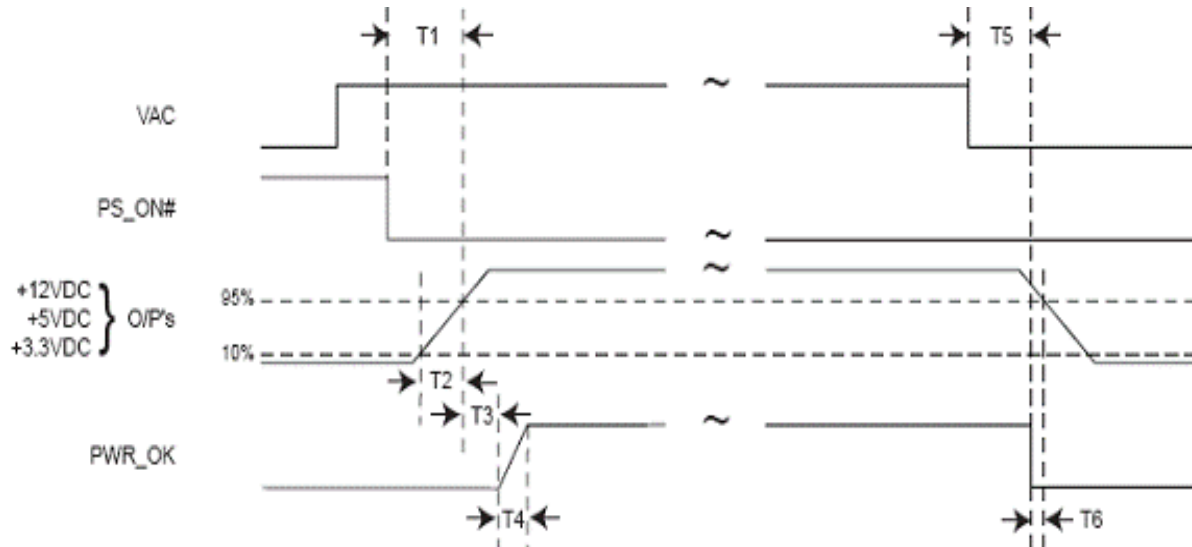 T1
T5
VAC
PS_ON#
~
~
~
+12VDC
+5VDC
+3.3VDC
} O/P's
95%
10%
T2
T3
~
PWR_OK
T4
T6